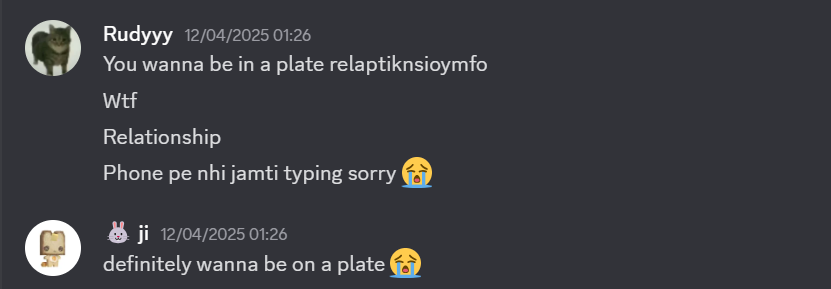 Rudyyy 12/04/2025 01:26
You wanna be in a plate relaptiknsioymfo
Wtf
Relationship
Phone pe nhi jamti typing sorry 😭
🐰 ji 12/04/2025 01:26
definitely wanna be on a plate 😭